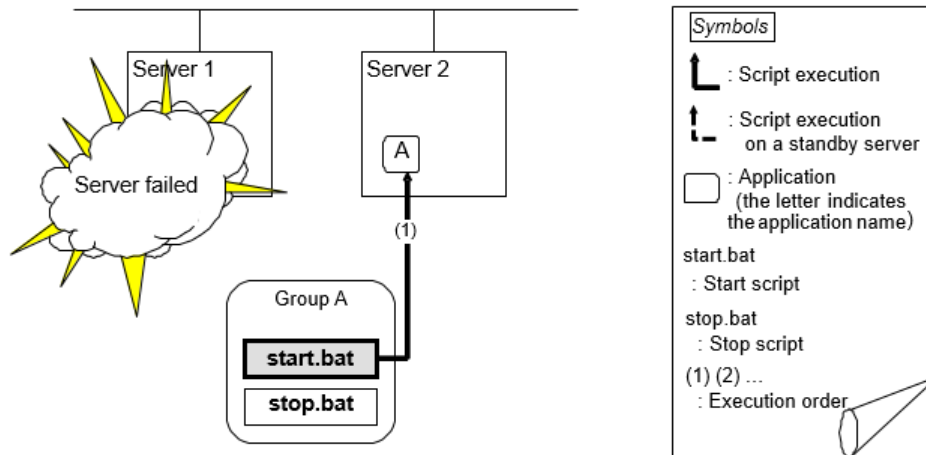 Server 1
Server 2
Server failed
A
(1)
Group A
start.bat
stop.bat
Symbols
: Script execution
: Script execution
on a standby server
: Application
(the letter indicates
the application name)
start.bat
: Start script
stop.bat
: Stop script
(1) (2) ...
: Execution order